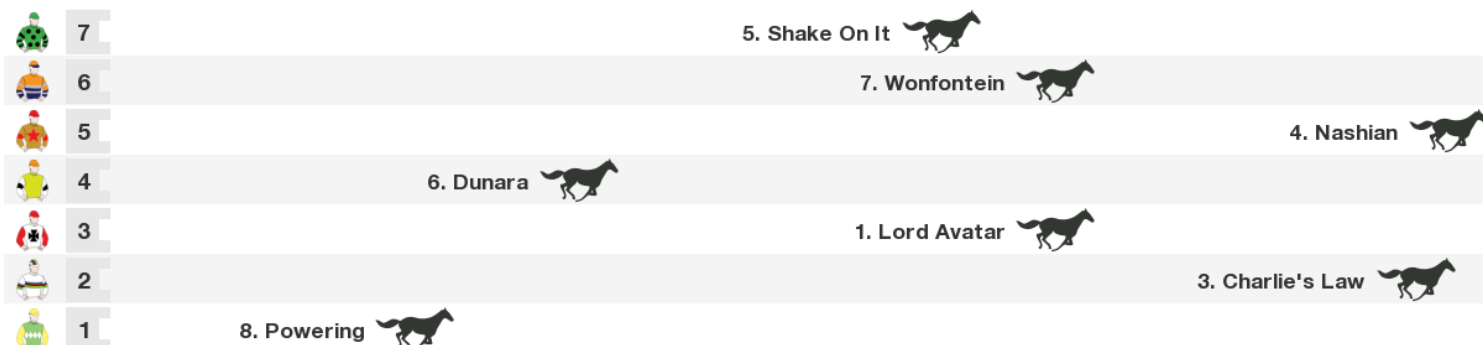 7 5. Shake On It
6 7. Wonfontein
5 4. Nashian
4 6. Dunara
3 1. Lord Avatar
2 3. Charlie's Law
1 8. Powering